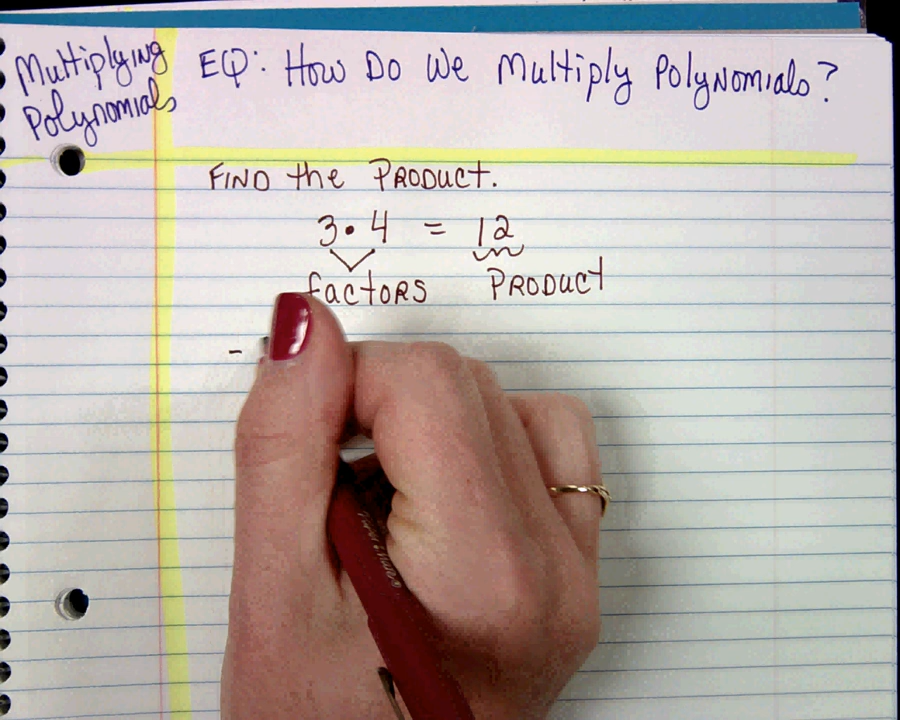 Multiplying
Polynomials
EQ: How Do We Multiply Polynomials?
Find the Product.
3 • 4 = 12
factors Product
-